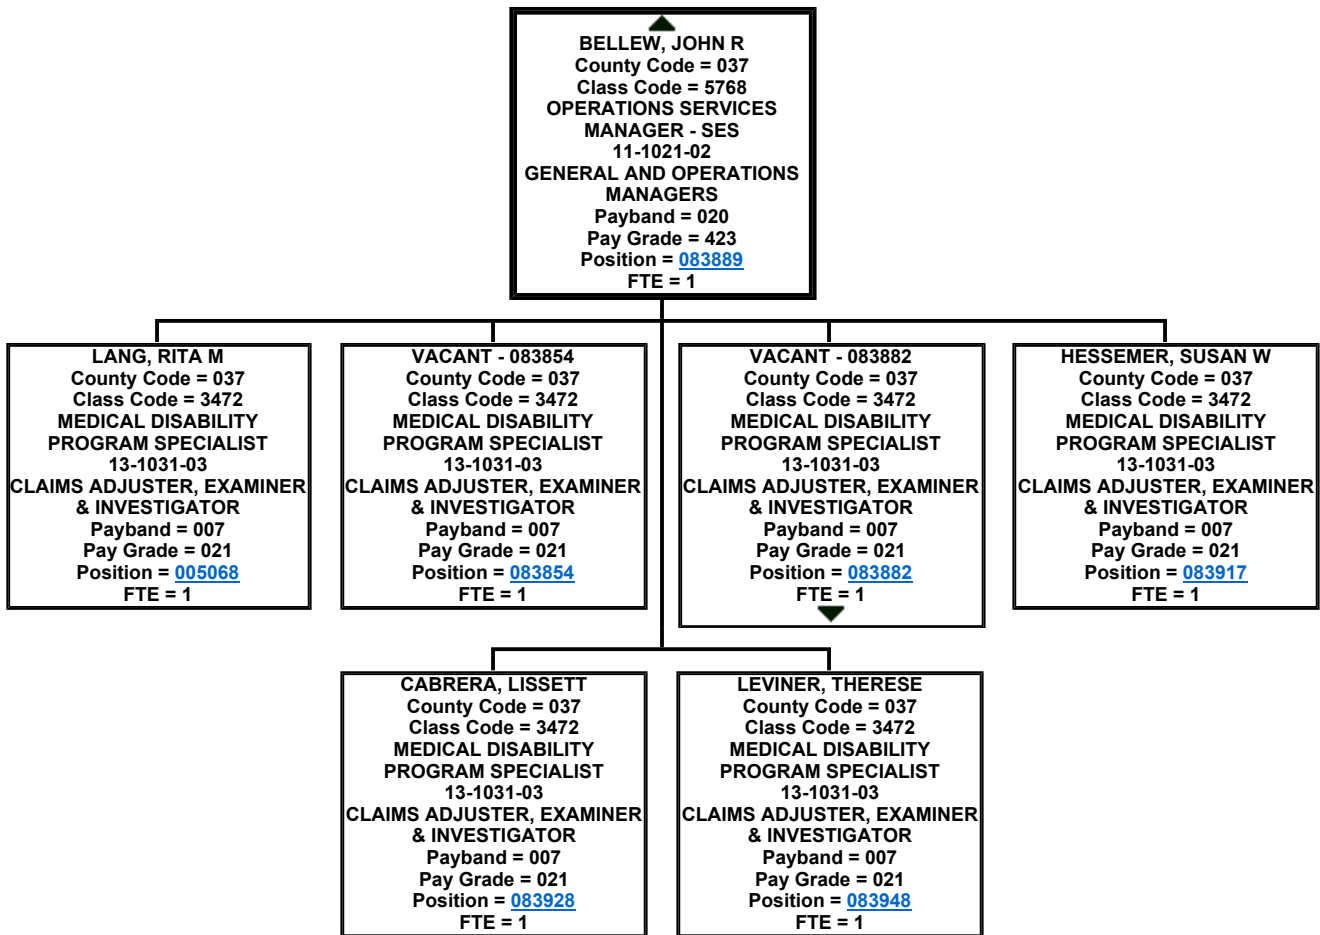 BELLEW, JOHN R
County Code = 037
Class Code = 5768
OPERATIONS SERVICES
MANAGER - SES
11-1021-02
GENERAL AND OPERATIONS
MANAGERS
Payband = 020
Pay Grade = 423
Position = 083889
FTE = 1
LANG, RITA M
County Code = 037
Class Code = 3472
MEDICAL DISABILITY
PROGRAM SPECIALIST
13-1031-03
CLAIMS ADJUSTER, EXAMINER
& INVESTIGATOR
Payband = 007
Pay Grade = 021
Position = 005068
FTE = 1
VACANT - 083854
County Code = 037
Class Code = 3472
MEDICAL DISABILITY
PROGRAM SPECIALIST
13-1031-03
CLAIMS ADJUSTER, EXAMINER
& INVESTIGATOR
Payband = 007
Pay Grade = 021
Position = 083854
FTE = 1
VACANT - 083882
County Code = 037
Class Code = 3472
MEDICAL DISABILITY
PROGRAM SPECIALIST
13-1031-03
CLAIMS ADJUSTER, EXAMINER
& INVESTIGATOR
Payband = 007
Pay Grade = 021
Position = 083882
FTE = 1
HESSEMER, SUSAN W
County Code = 037
Class Code = 3472
MEDICAL DISABILITY
PROGRAM SPECIALIST
13-1031-03
CLAIMS ADJUSTER, EXAMINER
& INVESTIGATOR
Payband = 007
Pay Grade = 021
Position = 083917
FTE = 1
CABRERA, LISSETT
County Code = 037
Class Code = 3472
MEDICAL DISABILITY
PROGRAM SPECIALIST
13-1031-03
CLAIMS ADJUSTER, EXAMINER
& INVESTIGATOR
Payband = 007
Pay Grade = 021
Position = 083928
FTE = 1
LEVINER, THERESE
County Code = 037
Class Code = 3472
MEDICAL DISABILITY
PROGRAM SPECIALIST
13-1031-03
CLAIMS ADJUSTER, EXAMINER
& INVESTIGATOR
Payband = 007
Pay Grade = 021
Position = 083948
FTE = 1